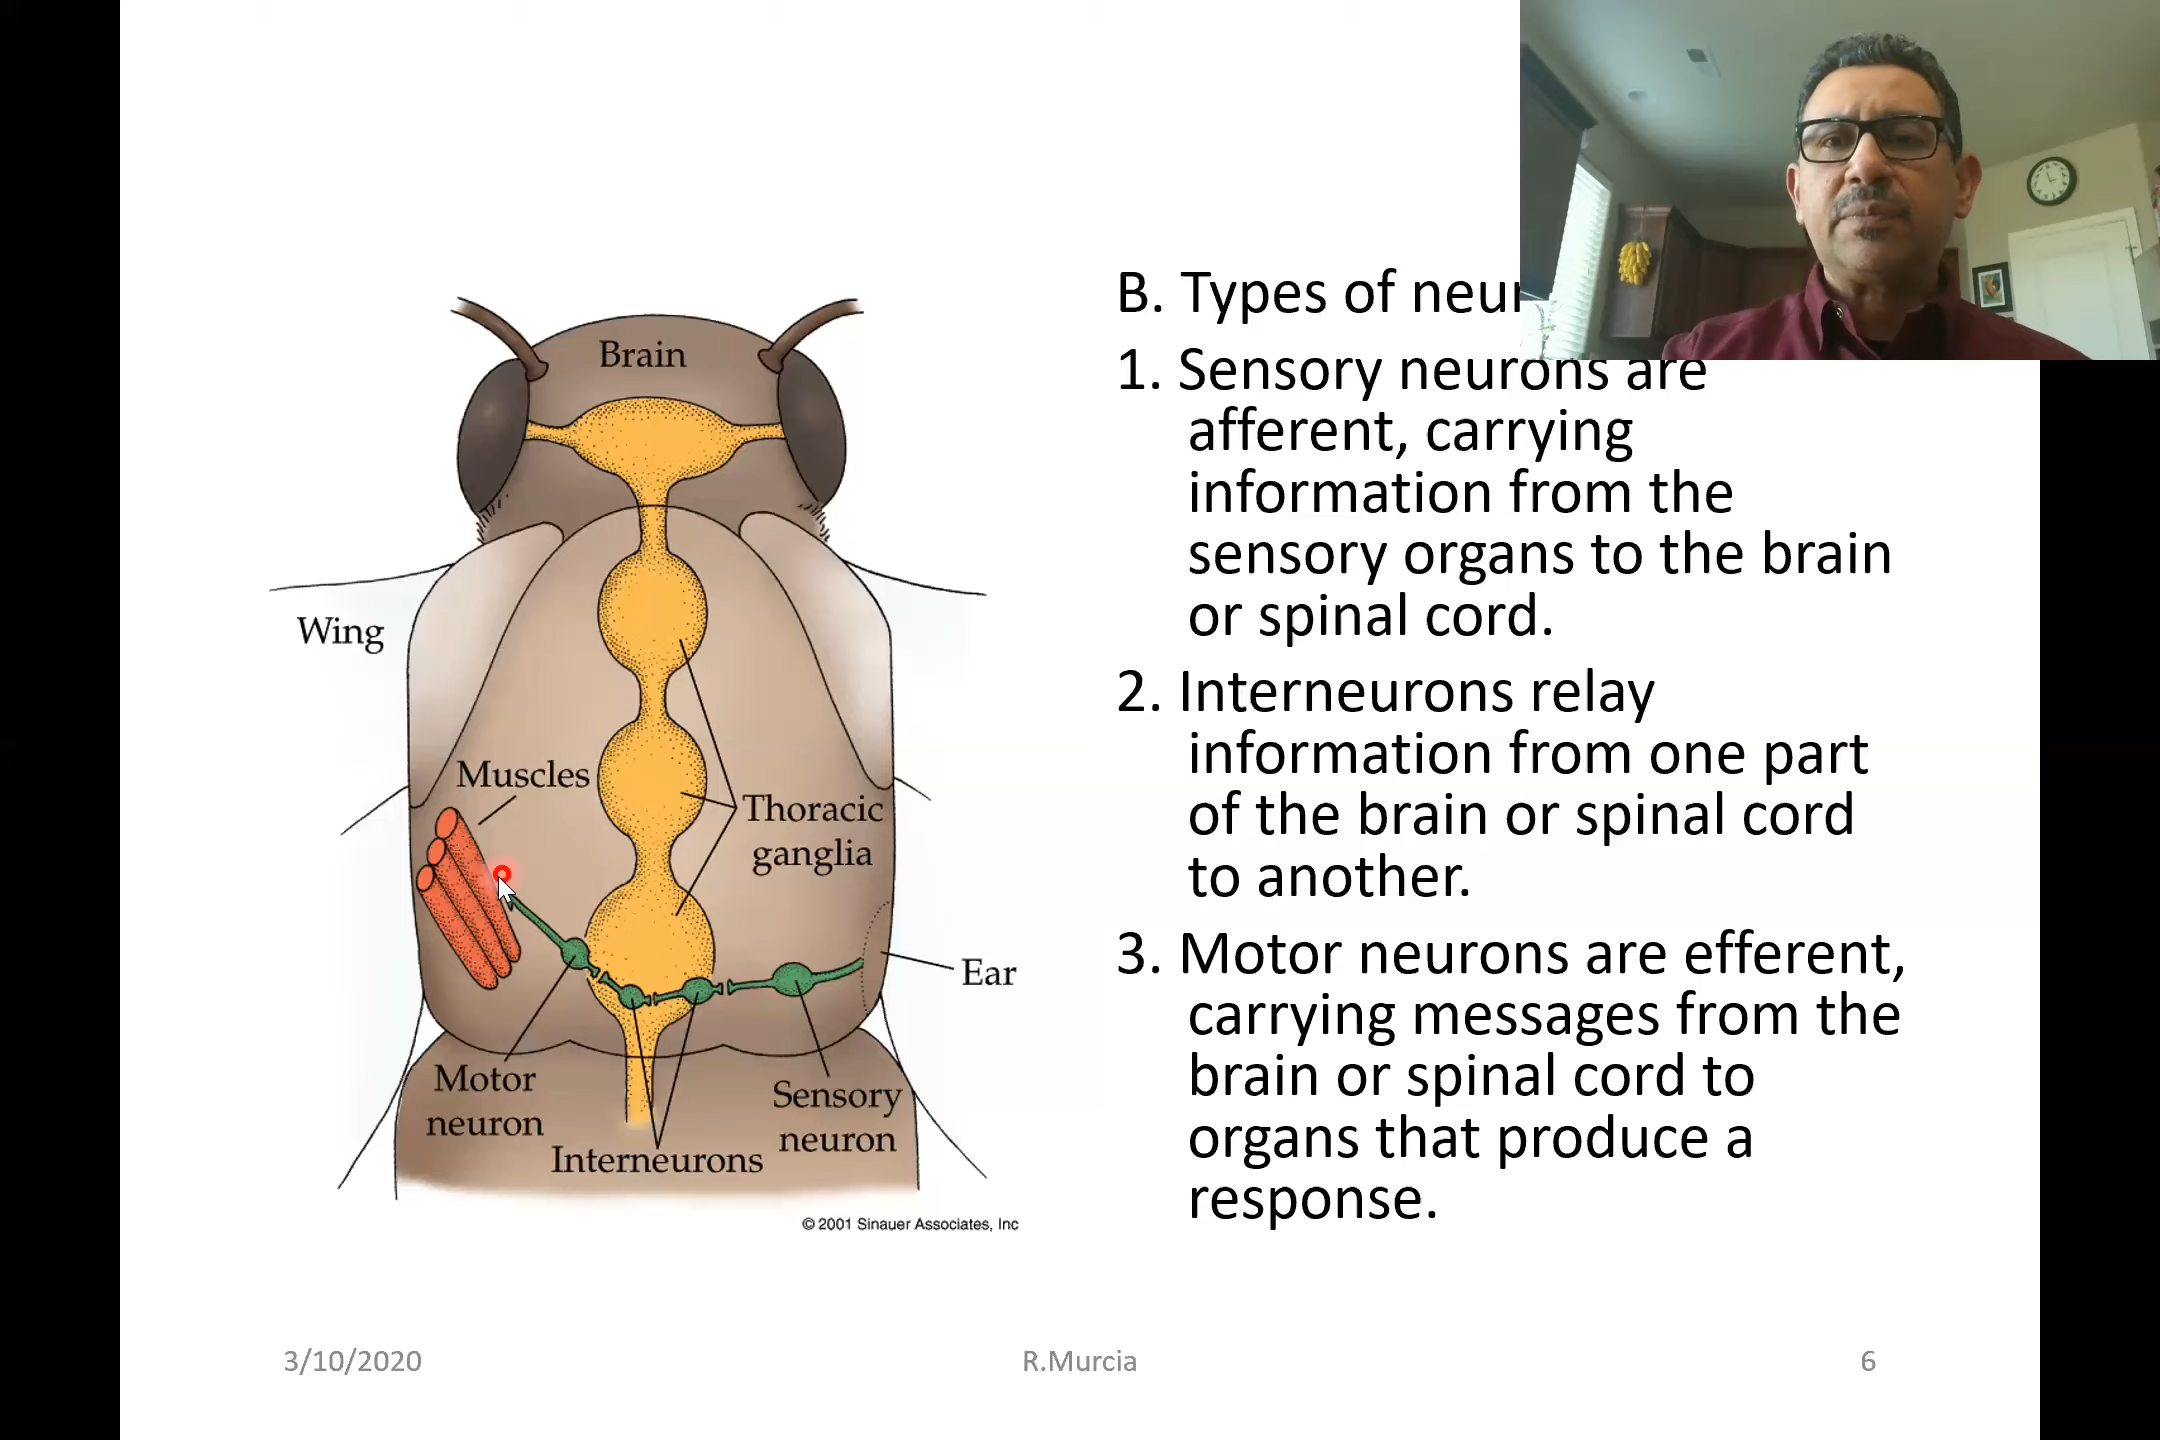 Brain
Wing
Muscles
Thoracic
ganglia
Ear
Motor
neuron
Interneurons
Sensory
neuron
© 2001 Sinauer Associates, Inc
B. Types of
1. Sensory neurons are
afferent, carrying
information from the
sensory organs to the brain
or spinal cord.
2. Interneurons relay
information from one part
of the brain or spinal cord
to another.
3. Motor neurons are efferent,
carrying messages from the
brain or spinal cord to
organs that produce a
response.
3/10/2020
R.Murcia
6